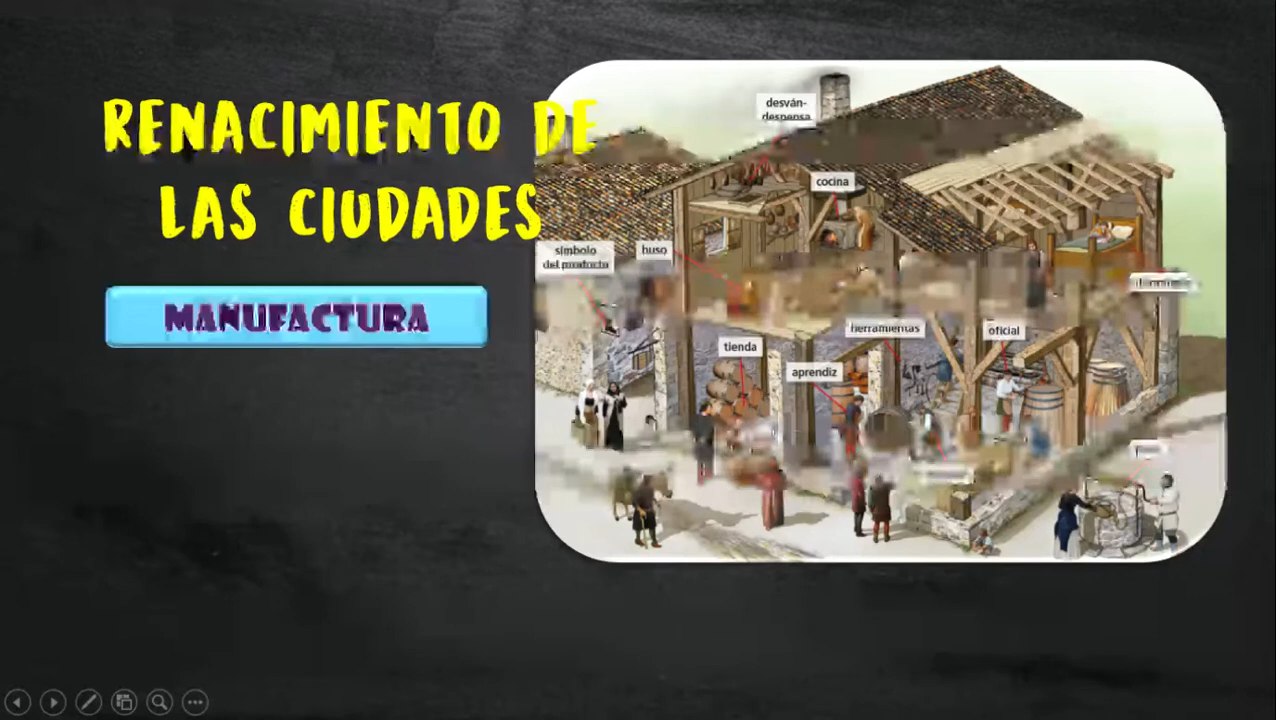 RENACIMIENTO DE
LAS CIUDADES
MANUFACTURA
desván-
despensa
cocina
símbolo
del producto
huso
herramientas
oficial
tienda
aprendiz